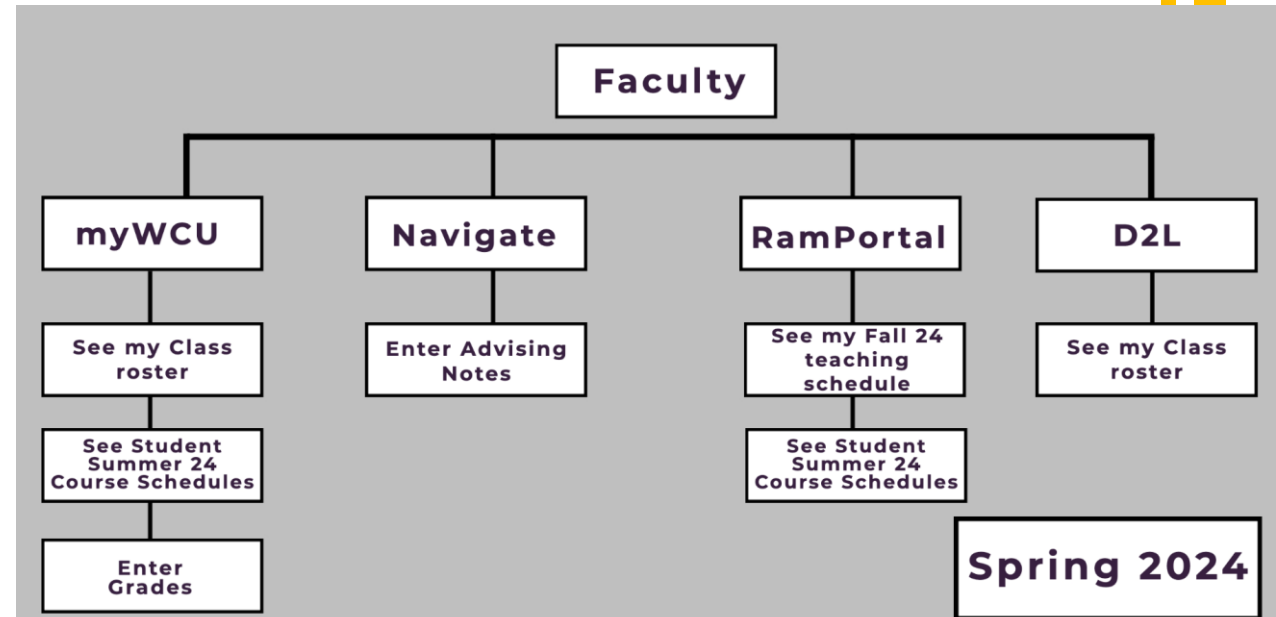 Faculty
myWCU
Navigate
RamPortal
D2L
See my Class
roster
Enter Advising
Notes
See my Fall 24
teaching
schedule
See my Class
roster
See Student
Summer 24
Course Schedules
See Student
Summer 24
Course Schedules
Enter
Grades
Spring 2024